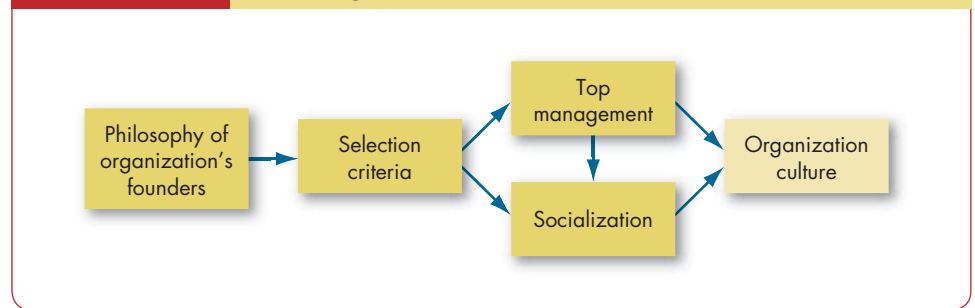 Philosophy of
organization's
founders
Selection
criteria
Top
management
Socialization
Organization
culture